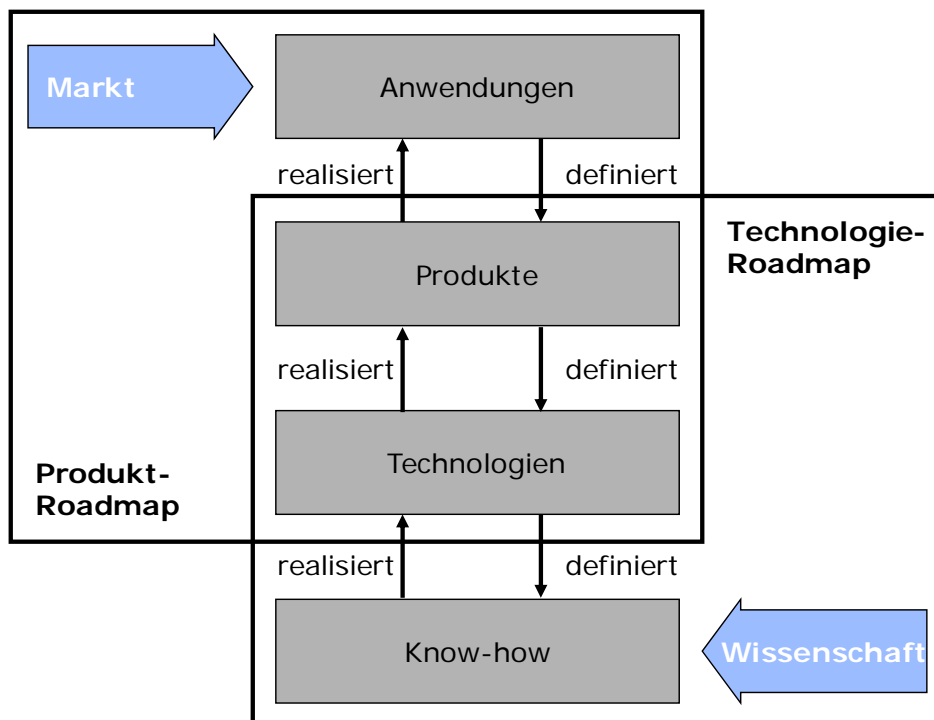 Markt
Anwendungen
realisiert
definiert
Technologie-
Roadmap
Produkte
realisiert
definiert
Technologien
Produkt-
Roadmap
realisiert
definiert
Know-how
Wissenschaft